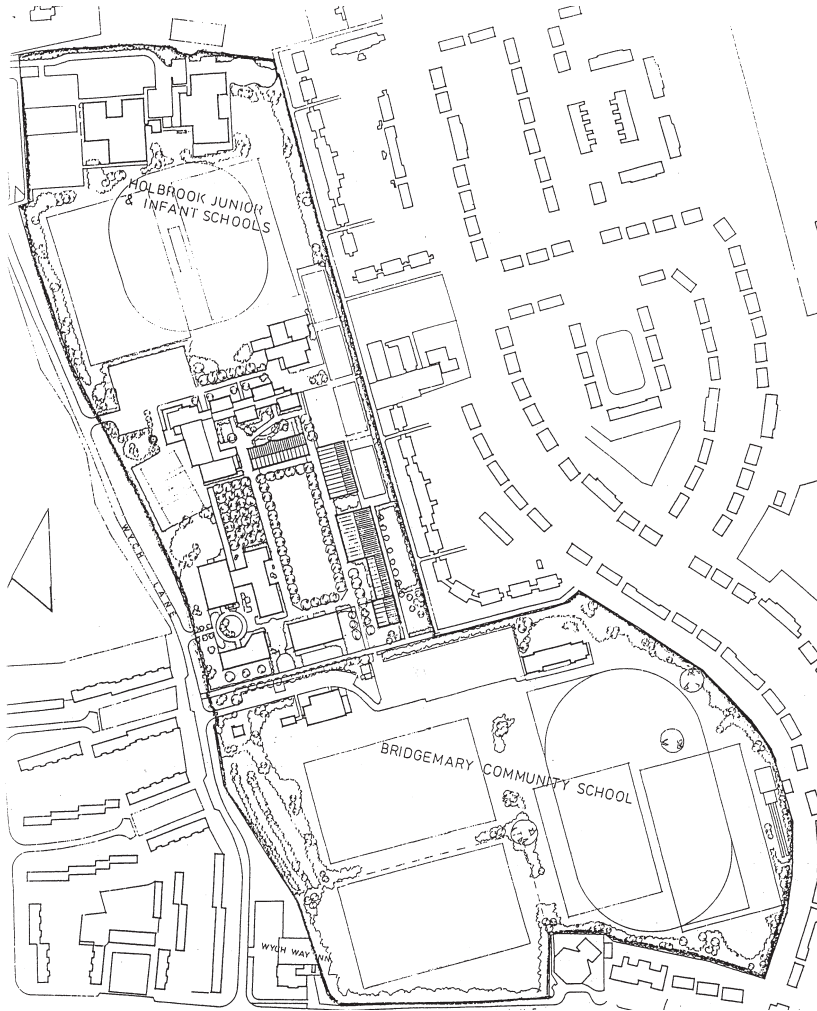 HOLBROOK JUNIOR
& INFANT SCHOOLS
WYCH LANE
BRIDGEMARY COMMUNITY SCHOOL
WYCH WAY INN